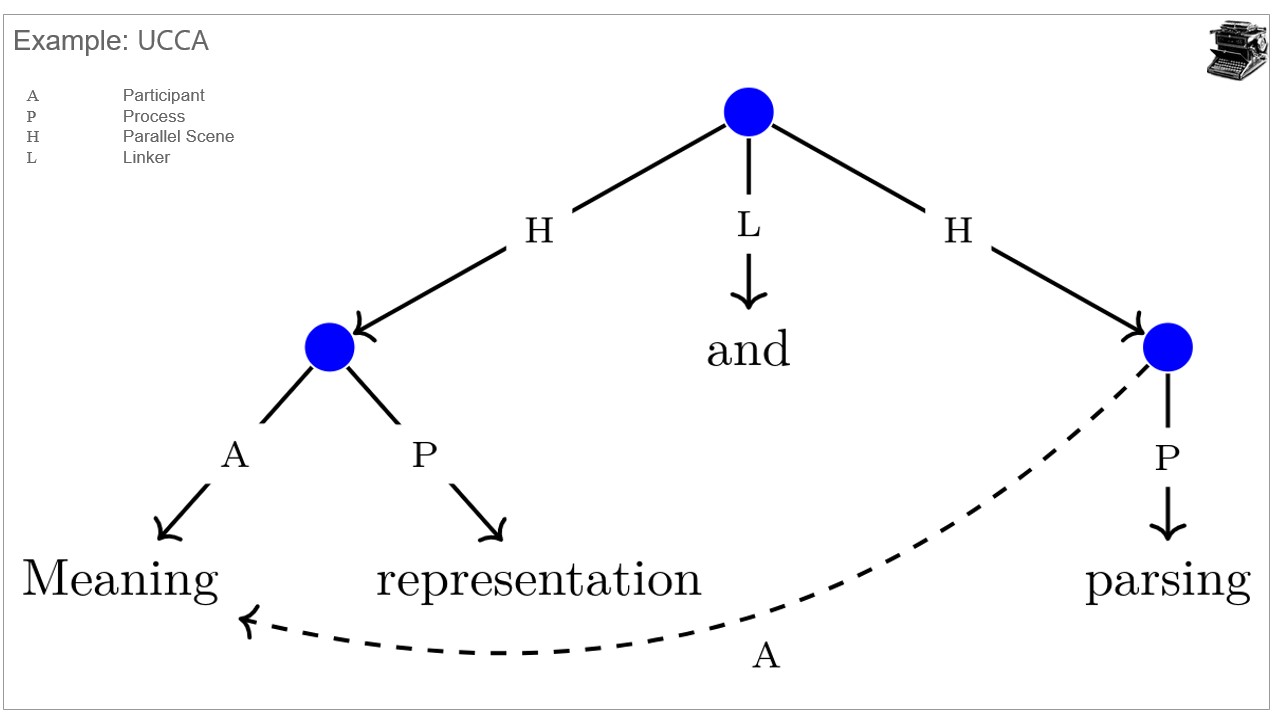 Example: UCCA
A Participant
P Process
H Parallel Scene
L Linker
H L H
and
A P P
Meaning representation parsing
A